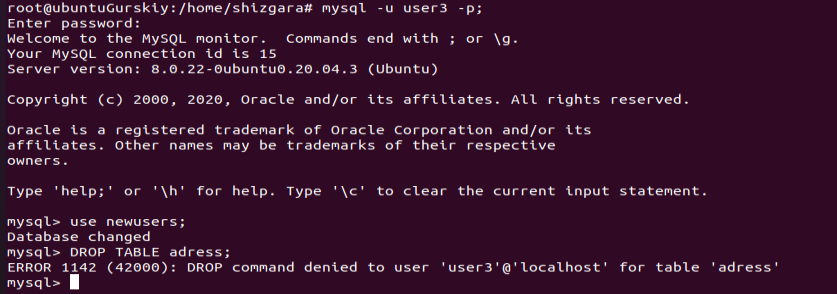 root@ubuntuGurskiy:/home/shizgara# mysql -u user3 -p;
Enter password:
Welcome to the MySQL monitor.  Commands end with ; or \g.
Your MySQL connection id is 15
Server version: 8.0.22-0ubuntu0.20.04.3 (Ubuntu)
Copyright (c) 2000, 2020, Oracle and/or its affiliates. All rights reserved.
Oracle is a registered trademark of Oracle Corporation and/or its
affiliates. Other names may be trademarks of their respective
owners.
Type 'help;' or '\h' for help. Type '\c' to clear the current input statement.
mysql> use newusers;
Database changed
mysql> DROP TABLE adress;
ERROR 1142 (42000): DROP command denied to user 'user3'@'localhost' for table 'adress'
mysql>